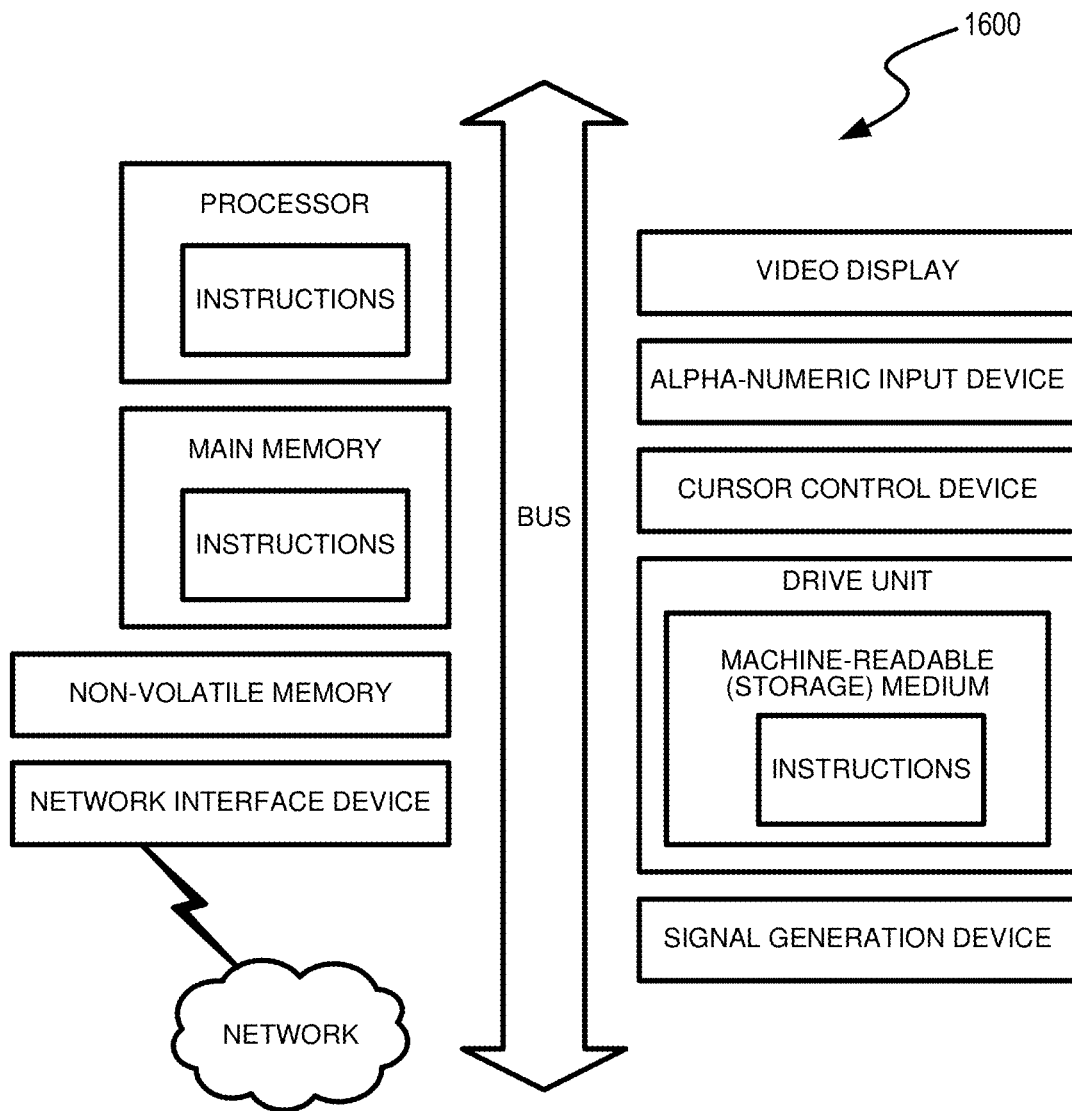 1600
PROCESSOR
INSTRUCTIONS
MAIN MEMORY
INSTRUCTIONS
NON-VOLATILE MEMORY
NETWORK INTERFACE DEVICE
NETWORK
BUS
VIDEO DISPLAY
ALPHA-NUMERIC INPUT DEVICE
CURSOR CONTROL DEVICE
DRIVE UNIT
MACHINE-READABLE
(STORAGE) MEDIUM
INSTRUCTIONS
SIGNAL GENERATION DEVICE